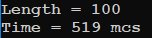 Length = 100
Time = 519 mcs